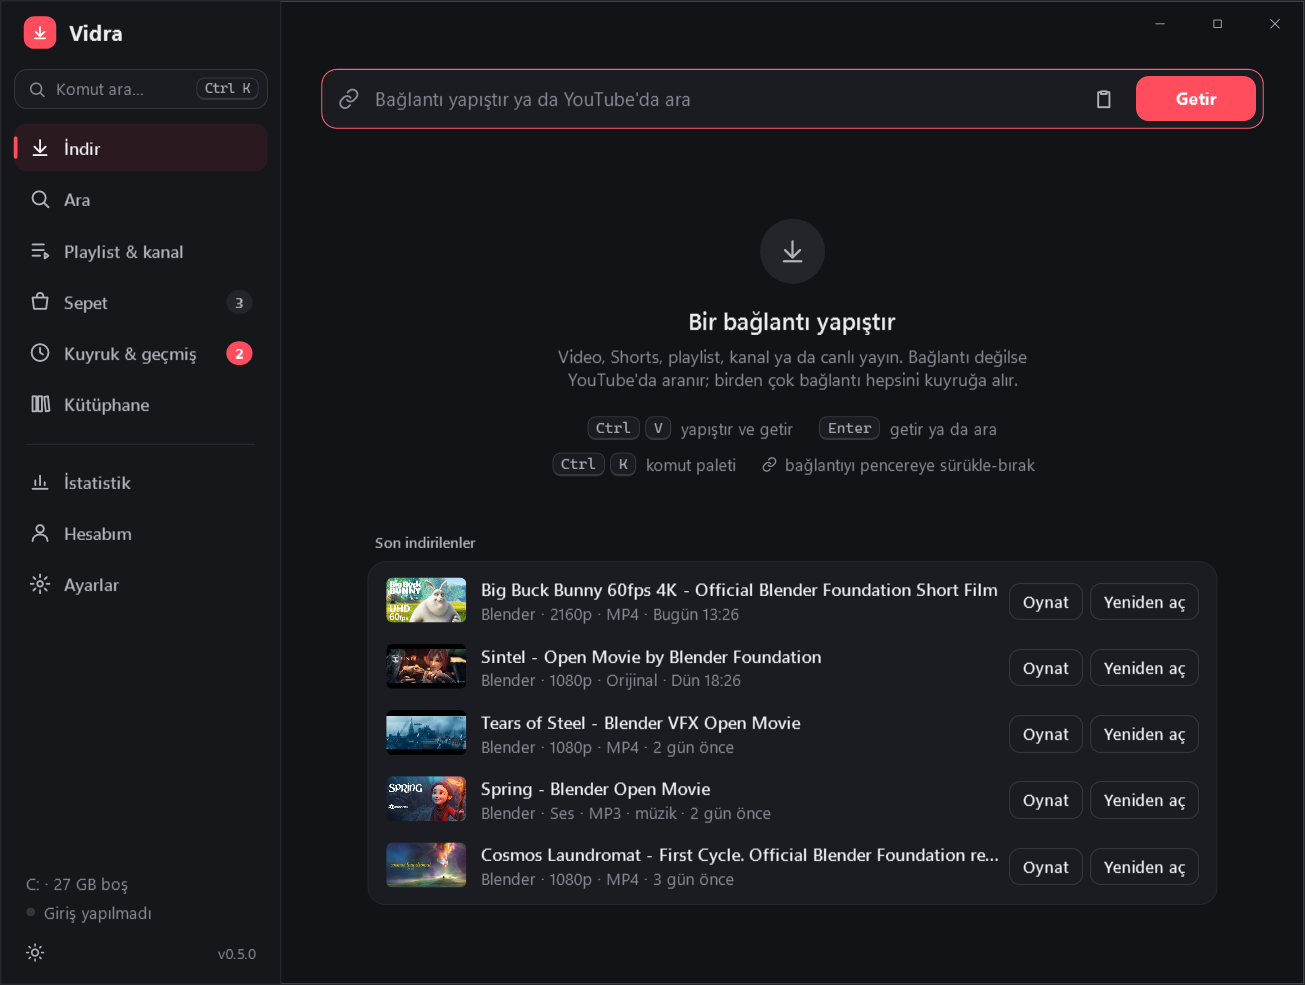 Vidra
Komut ara...
Ctrl K
İndir
Ara
Playlist & kanal
Sepet
3
Kuyruk & geçmiş
2
Kütüphane
İstatistik
Hesabım
Ayarlar
C: · 27 GB boş
Giriş yapılmadı
v0.5.0
Bağlantı yapıştır ya da YouTube'da ara
Getir
Bir bağlantı yapıştır
Video, Shorts, playlist, kanal ya da canlı yayın. Bağlantı değilse
YouTube'da aranır; birden çok bağlantı hepsini kuyruğa alır.
Ctrl V yapıştır ve getir Enter getir ya da ara
Ctrl K komut paleti bağlantıyı pencereye sürükle-bırak
Son indirilenler
Big Buck BUNNY
UHD
60fps
Big Buck Bunny 60fps 4K - Official Blender Foundation Short Film
Blender · 2160p · MP4 · Bugün 13:26
Oynat
Yeniden aç
Sintel - Open Movie by Blender Foundation
Blender · 1080p · Orijinal · Dün 18:26
Oynat
Yeniden aç
Tears of Steel - Blender VFX Open Movie
Blender · 1080p · MP4 · 2 gün önce
Oynat
Yeniden aç
SPRING
Spring - Blender Open Movie
Blender · Ses · MP3 · müzik · 2 gün önce
Oynat
Yeniden aç
cosmos laundromat
Cosmos Laundromat - First Cycle. Official Blender Foundation re...
Blender · 1080p · MP4 · 3 gün önce
Oynat
Yeniden aç